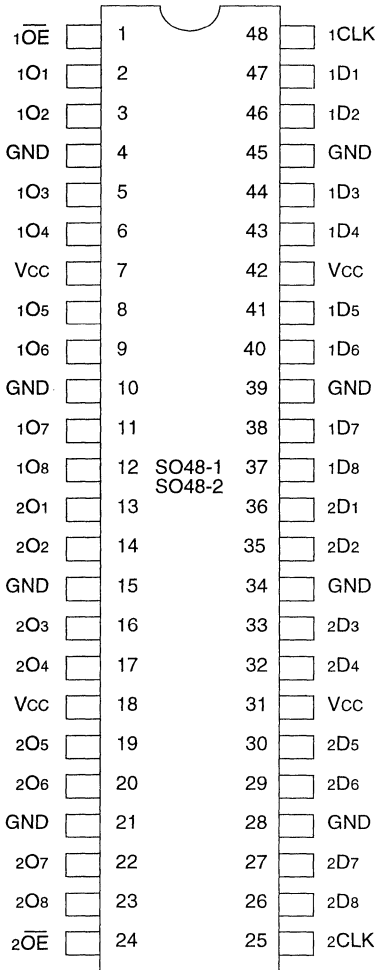 1OE 1 48 1CLK
1O1 2 47 1D1
1O2 3 46 1D2
GND 4 45 GND
1O3 5 44 1D3
1O4 6 43 1D4
VCC 7 42 VCC
1O5 8 41 1D5
1O6 9 40 1D6
GND 10 39 GND
1O7 11 38 1D7
1O8 12 SO48-1 37 1D8
SO48-2
2O1 13 36 2D1
2O2 14 35 2D2
GND 15 34 GND
2O3 16 33 2D3
2O4 17 32 2D4
VCC 18 31 VCC
2O5 19 30 2D5
2O6 20 29 2D6
GND 21 28 GND
2O7 22 27 2D7
2O8 23 26 2D8
2OE 24 25 2CLK